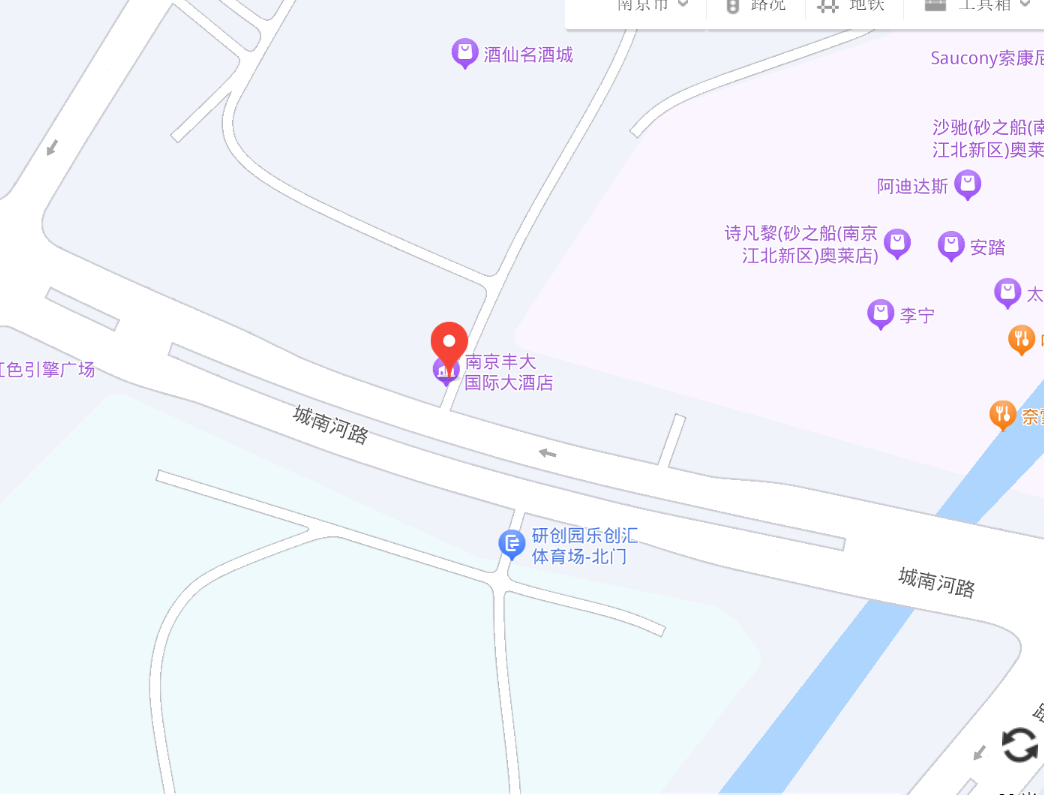 南京市
路况
地铁
工具箱
酒仙名酒城
Saucony索康尼
沙驰(砂之船(南
江北新区)奥莱
阿迪达斯
诗凡黎(砂之船(南京
江北新区)奥莱店)
安踏
太
李宁
红色引擎广场
南京丰大
国际大酒店
城南河路
研创园乐创汇
体育场-北门
城南河路
路